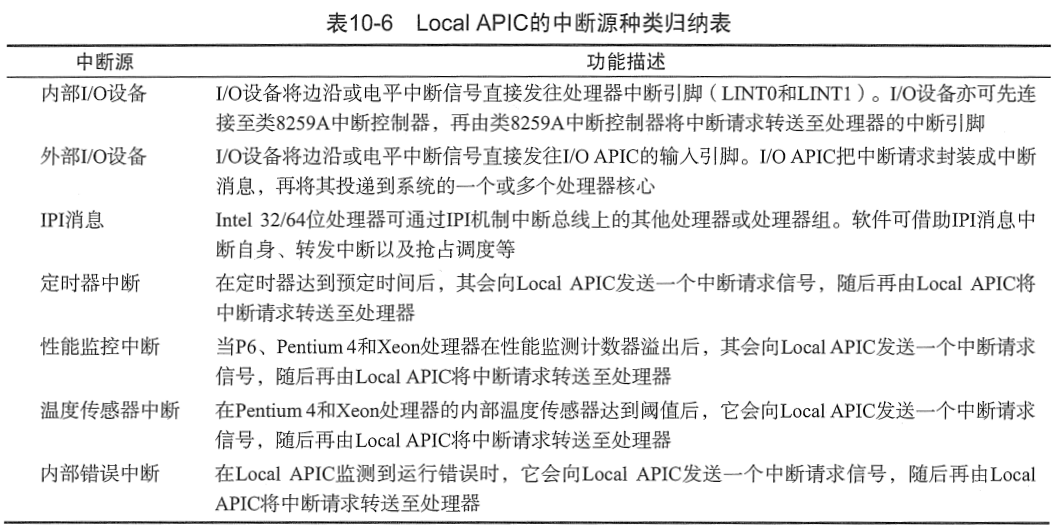 表10-6 Local APIC的中断源种类归纳表
中断源 功能描述
内部I/O设备 I/O设备将边沿或电平中断信号直接发往处理器中断引脚（LINT0和LINT1）。I/O设备亦可先连
接至类8259A中断控制器，再由类8259A中断控制器将中断请求转送至处理器的中断引脚
外部I/O设备 I/O设备将边沿或电平中断信号直接发往I/O APIC的输入引脚。I/O APIC把中断请求封装成中断
消息，再将其投递到系统的一个或多个处理器核心
IPI消息 Intel 32/64位处理器可通过IPI机制中断总线上的其他处理器或处理器组。软件可借助IPI消息中
断自身、转发中断以及抢占调度等
定时器中断 在定时器达到预定时间后，其会向Local APIC发送一个中断请求信号，随后再由Local APIC将
中断请求转送至处理器
性能监控中断 当P6、Pentium 4和Xeon处理器在性能监测计数器溢出后，其会向Local APIC发送一个中断请求
信号，随后再由Local APIC将中断请求转送至处理器
温度传感器中断 在Pentium 4和Xeon处理器的内部温度传感器达到阈值后，它会向Local APIC发送一个中断请求
信号，随后再由Local APIC将中断请求转送至处理器
内部错误中断 在Local APIC监测到运行错误时，它会向Local APIC发送一个中断请求信号，随后再由Local
APIC将中断请求转送至处理器